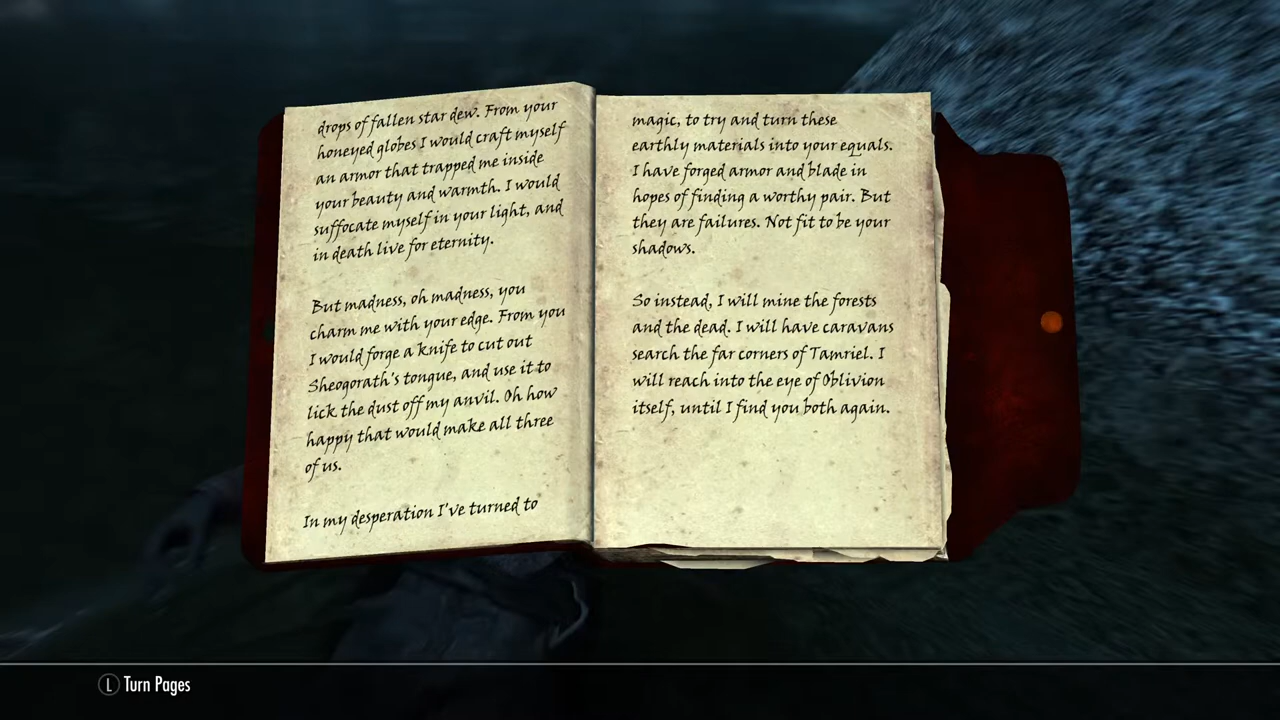 drops of fallen star dew. From your
honeyed globes I would craft myself
an armor that trapped me inside
your beauty and warmth. I would
suffocate myself in your light, and
in death live for eternity.
But madness, oh madness, you
charm me with your edge. From you
I would forge a knife to cut out
Sheogorath's tongue, and use it to
lick the dust off my anvil. Oh how
happy that would make all three
of us.
In my desperation I've turned to
magic, to try and turn these
earthly materials into your equals.
I have forged armor and blade in
hopes of finding a worthy pair. But
they are failures. Not fit to be your
shadows.
So instead, I will mine the forests
and the dead. I will have caravans
search the far corners of Tamriel. I
will reach into the eye of Oblivion
itself, until I find you both again.
L Turn Pages